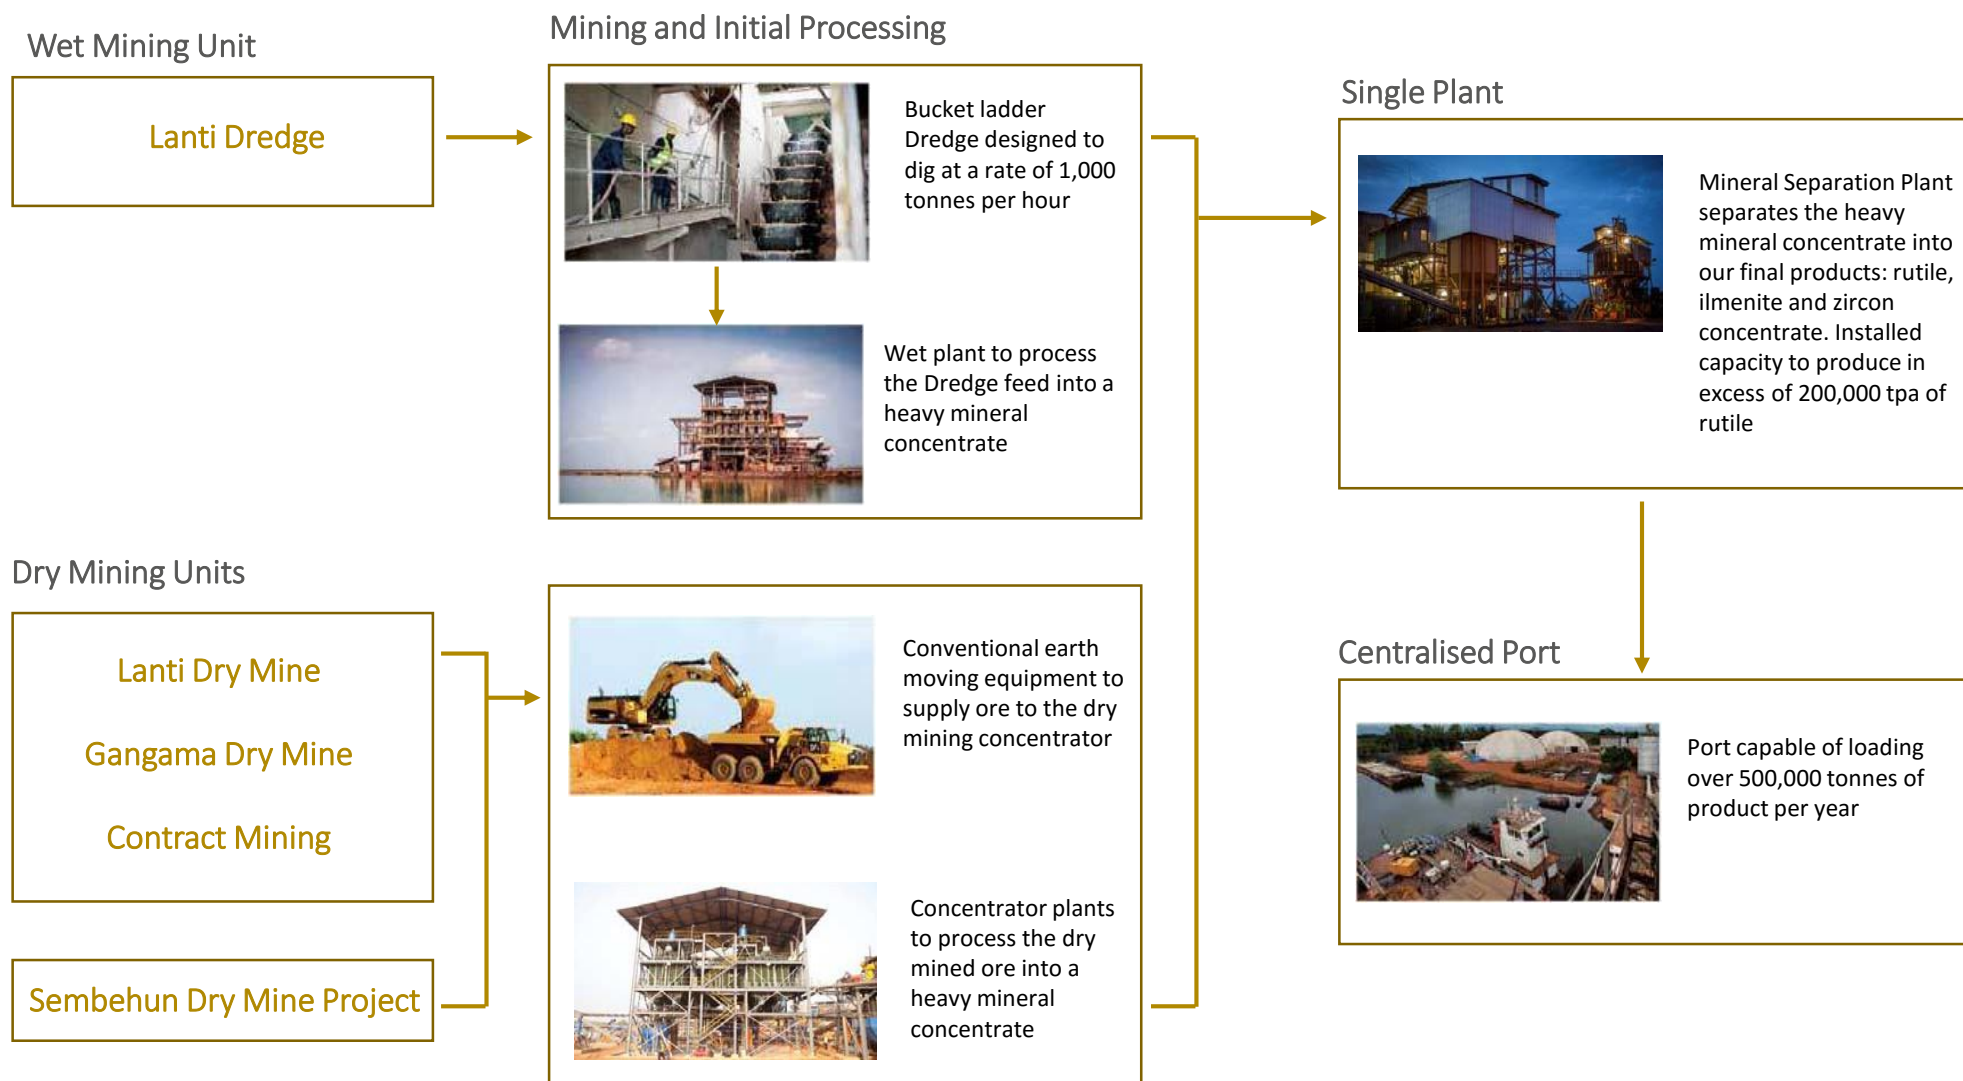 Wet Mining Unit
Lanti Dredge
Mining and Initial Processing
Bucket ladder
Dredge designed to
dig at a rate of 1,000
tonnes per hour
Wet plant to process
the Dredge feed into a
heavy mineral
concentrate
Dry Mining Units
Lanti Dry Mine
Gangama Dry Mine
Contract Mining
Sembehun Dry Mine Project
Conventional earth
moving equipment to
supply ore to the dry
mining concentrator
Concentrator plants
to process the dry
mined ore into a
heavy mineral
concentrate
Single Plant
Mineral Separation Plant
separates the heavy
mineral concentrate into
our final products: rutile,
ilmenite and zircon
concentrate. Installed
capacity to produce in
excess of 200,000 tpa of
rutile
Centralised Port
Port capable of loading
over 500,000 tonnes of
product per year